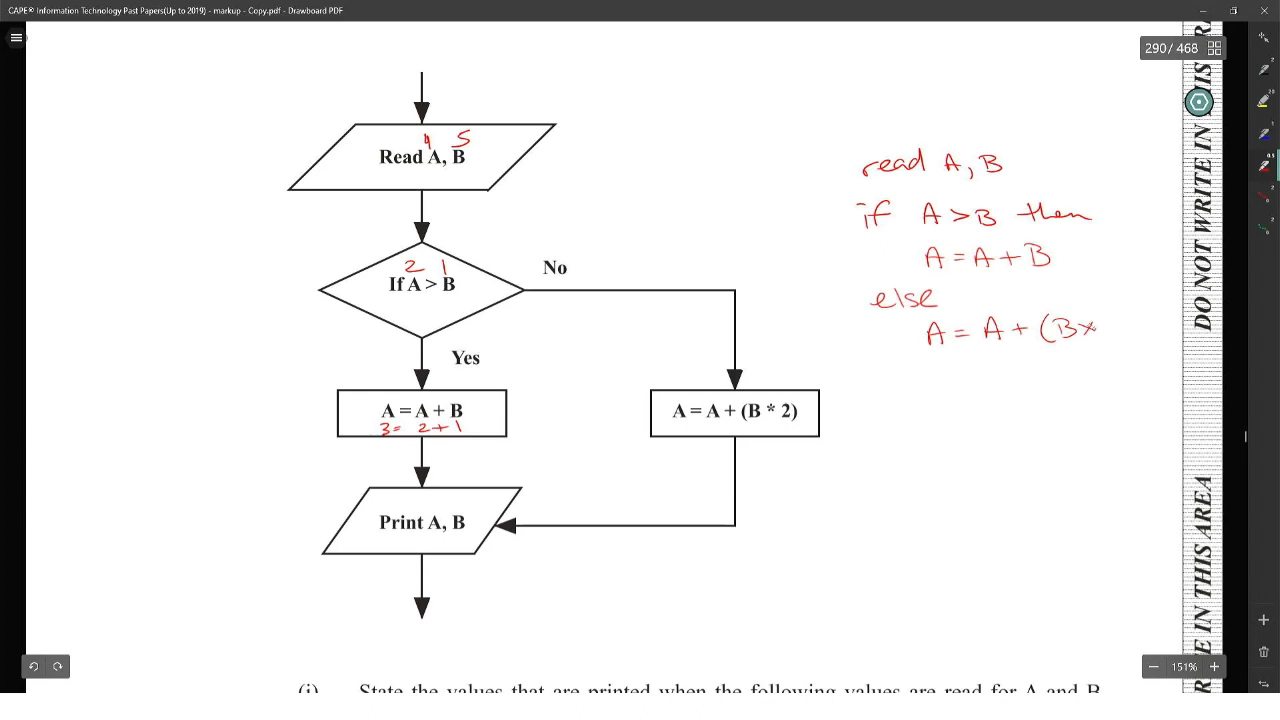 CAPE® Information Technology Past Papers(Up to 2019) - markup - Copy.pdf - Drawboard PDF
290 / 468
4 5
Read A, B
2 1
If A > B
No
Yes
A = A + B
3 = 2 + 1
A = A + (B * 2)
Print A, B
read A, B
if A > B then
A = A + B
else
A = A + (B *
DO NOT WRITE IN
IN THIS AREA
151%
(i) State the values that are printed when the following values are read for A and B